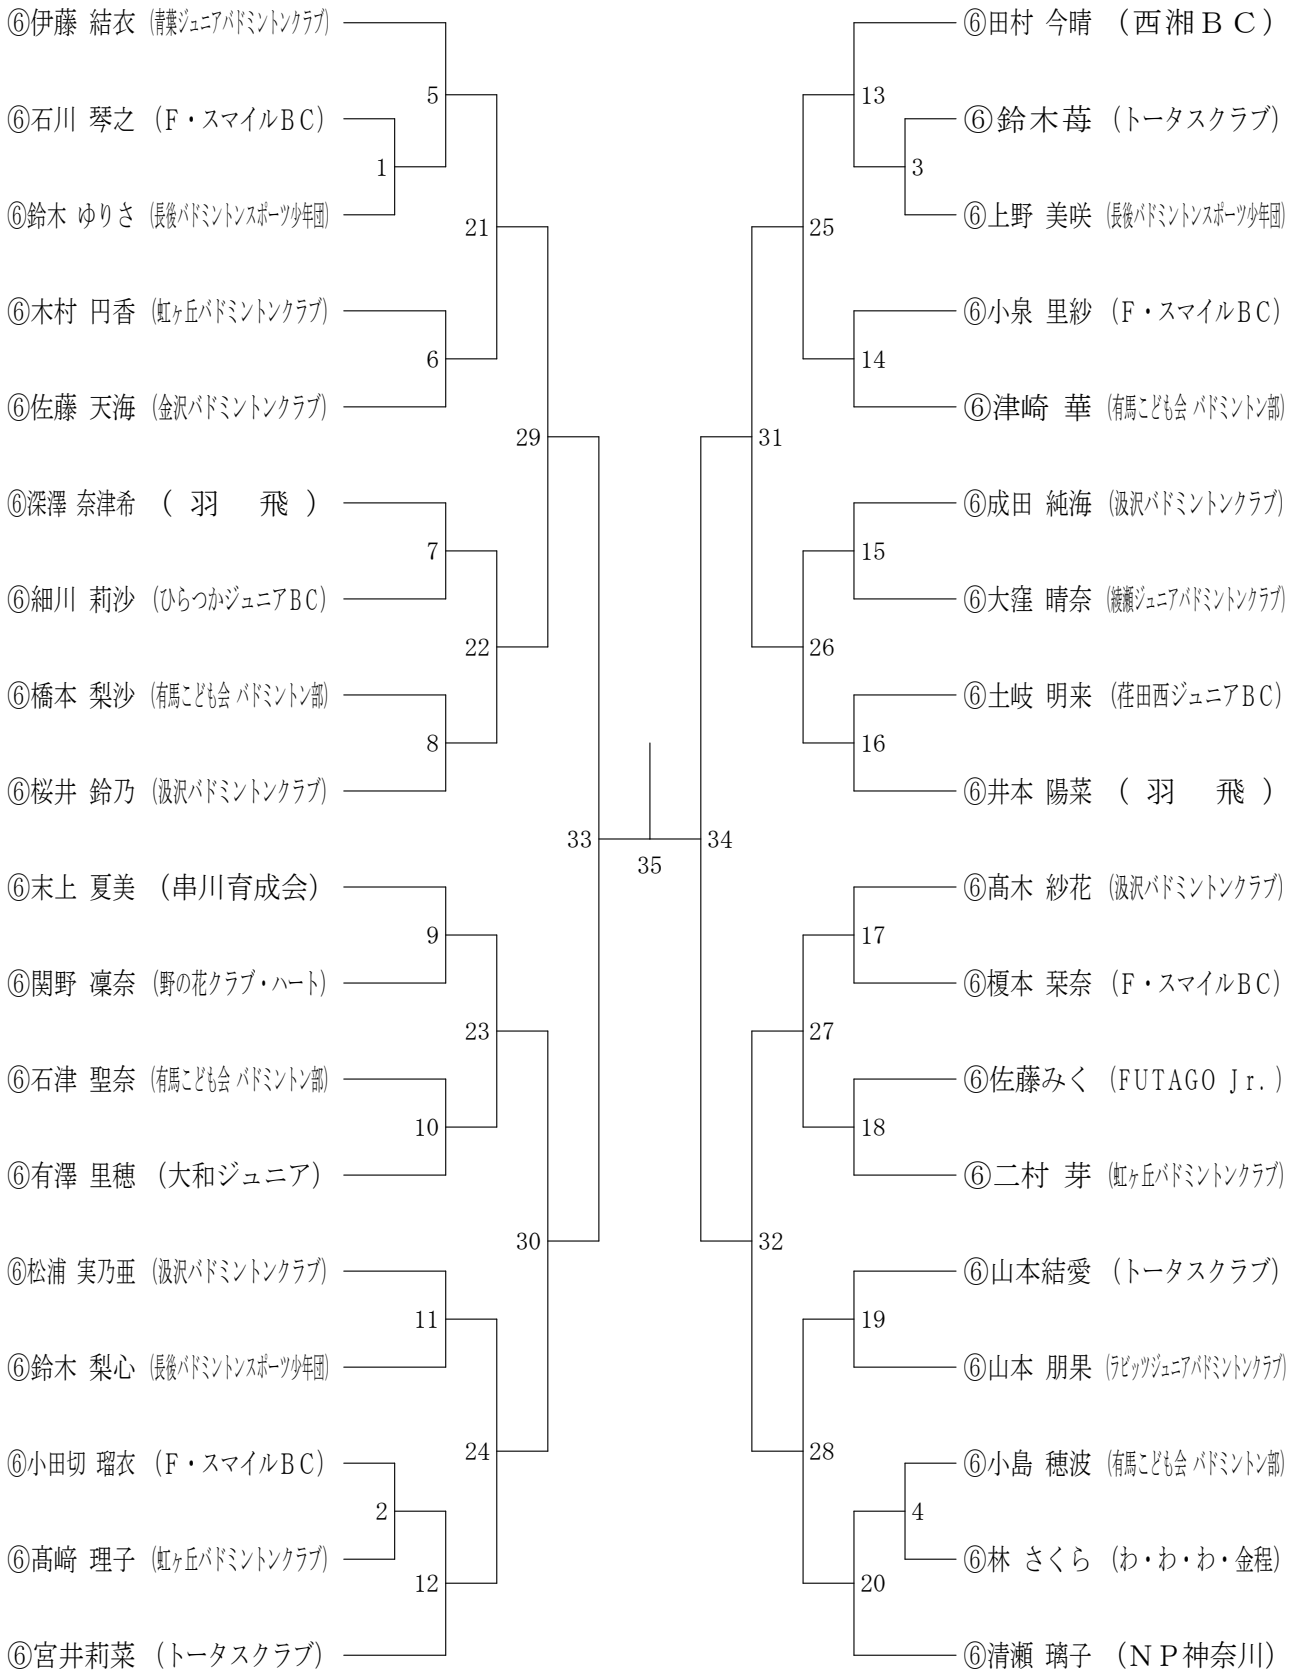 ⑥伊藤 結衣 (青葉ジュニアバドミントンクラブ)
5
⑥石川 琴之 (F・スマイルBC)
1
⑥鈴木 ゆりさ (長後バドミントンスポーツ少年団)
21
⑥木村 円香 (虹ヶ丘バドミントンクラブ)
6
⑥佐藤 天海 (金沢バドミントンクラブ)
29
⑥深澤 奈津希 ( 羽 飛 )
7
⑥細川 莉沙 (ひらつかジュニアBC)
22
⑥橋本 梨沙 (有馬こども会 バドミントン部)
8
⑥桜井 鈴乃 (汲沢バドミントンクラブ)
33
⑥末上 夏美 (串川育成会)
9
⑥関野 凜奈 (野の花クラブ・ハート)
23
⑥石津 聖奈 (有馬こども会 バドミントン部)
10
⑥有澤 里穂 (大和ジュニア)
30
⑥松浦 実乃亜 (汲沢バドミントンクラブ)
11
⑥鈴木 梨心 (長後バドミントンスポーツ少年団)
24
⑥小田切 瑠衣 (F・スマイルBC)
2
⑥髙﨑 理子 (虹ヶ丘バドミントンクラブ)
12
⑥宮井莉菜 (トータスクラブ)
35
⑥田村 今晴 (西湘BC)
13
⑥鈴木苺 (トータスクラブ)
3
⑥上野 美咲 (長後バドミントンスポーツ少年団)
25
⑥小泉 里紗 (F・スマイルBC)
14
⑥津崎 華 (有馬こども会 バドミントン部)
31
⑥成田 純海 (汲沢バドミントンクラブ)
15
⑥大窪 晴奈 (綾瀬ジュニアバドミントンクラブ)
26
⑥土岐 明来 (荏田西ジュニアBC)
16
⑥井本 陽菜 ( 羽 飛 )
34
⑥髙木 紗花 (汲沢バドミントンクラブ)
17
⑥榎本 栞奈 (F・スマイルBC)
27
⑥佐藤みく (FUTAGO Jr.)
18
⑥二村 芽 (虹ヶ丘バドミントンクラブ)
32
⑥山本結愛 (トータスクラブ)
19
⑥山本 朋果 (ラビッツジュニアバドミントンクラブ)
28
⑥小島 穂波 (有馬こども会 バドミントン部)
4
⑥林 さくら (わ・わ・わ・金程)
20
⑥清瀬 璃子 (NP神奈川)